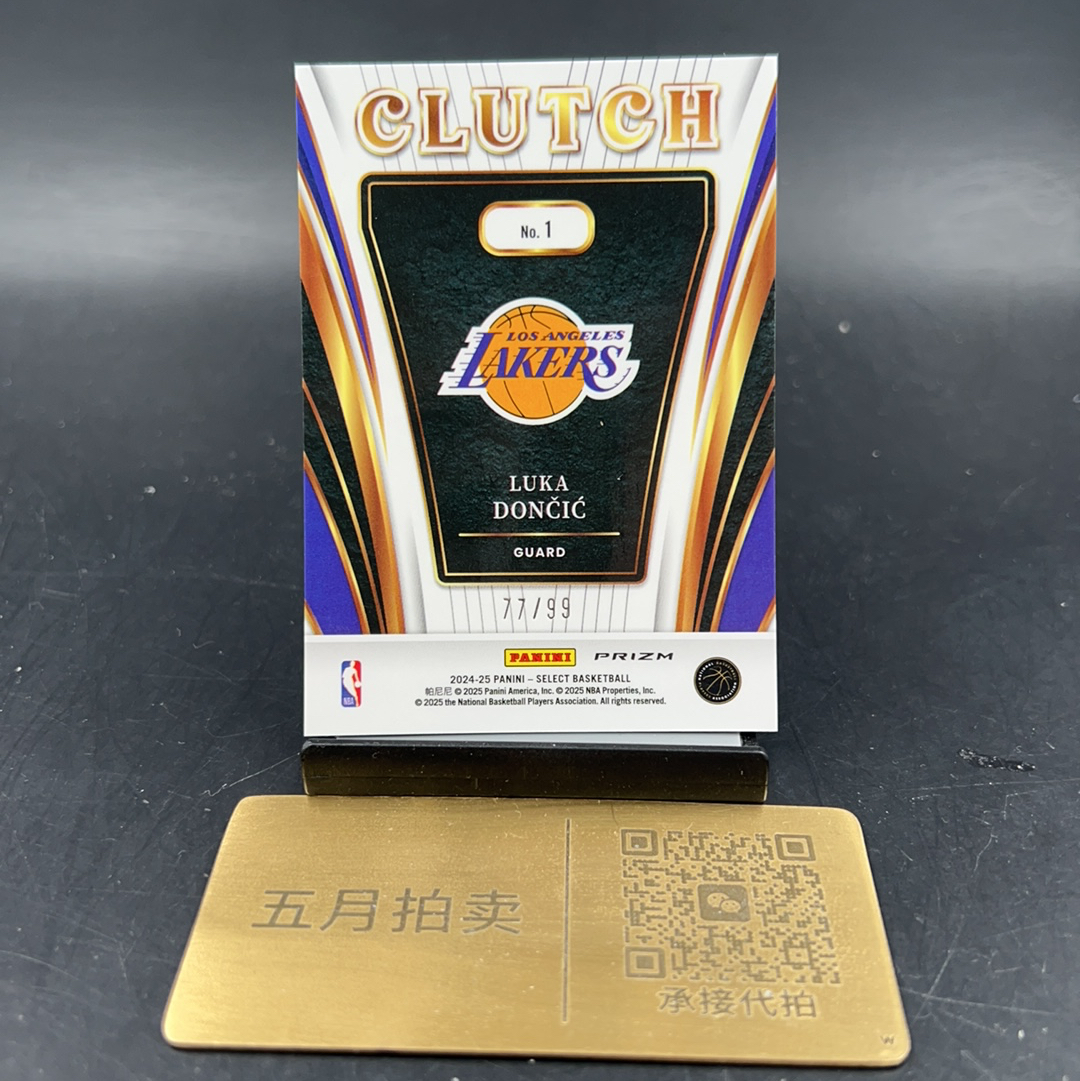 CLUTCH
No. 1
LOS ANGELES
LAKERS
LUKA
DONČIĆ
GUARD
77/99
PANINI PRIZM
NBA
2024-25 PANINI – SELECT BASKETBALL
帕尼尼 © 2025 Panini America, Inc. © 2025 NBA Properties, Inc.
© 2025 the National Basketball Players Association. All rights reserved.
五月拍卖
承接代拍
W